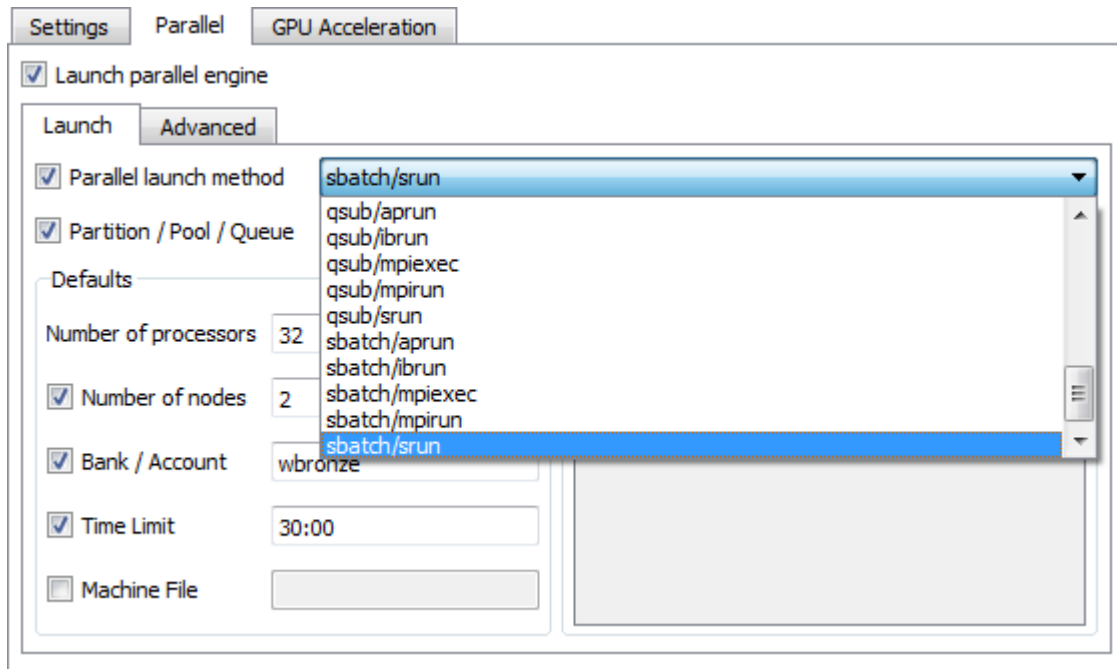 Settings Parallel GPU Acceleration
Launch parallel engine
Launch Advanced
Parallel launch method sbatch/srun
qsub/aprun
Partition / Pool / Queue qsub/ibrun
qsub/mpiexec
Defaults
qsub/mpirun
qsub/srun
Number of processors 32
sbatch/aprun
sbatch/ibrun
Number of nodes 2
sbatch/mpiexec
sbatch/mpirun
sbatch/srun
Bank / Account wbronze
Time Limit 30:00
Machine File